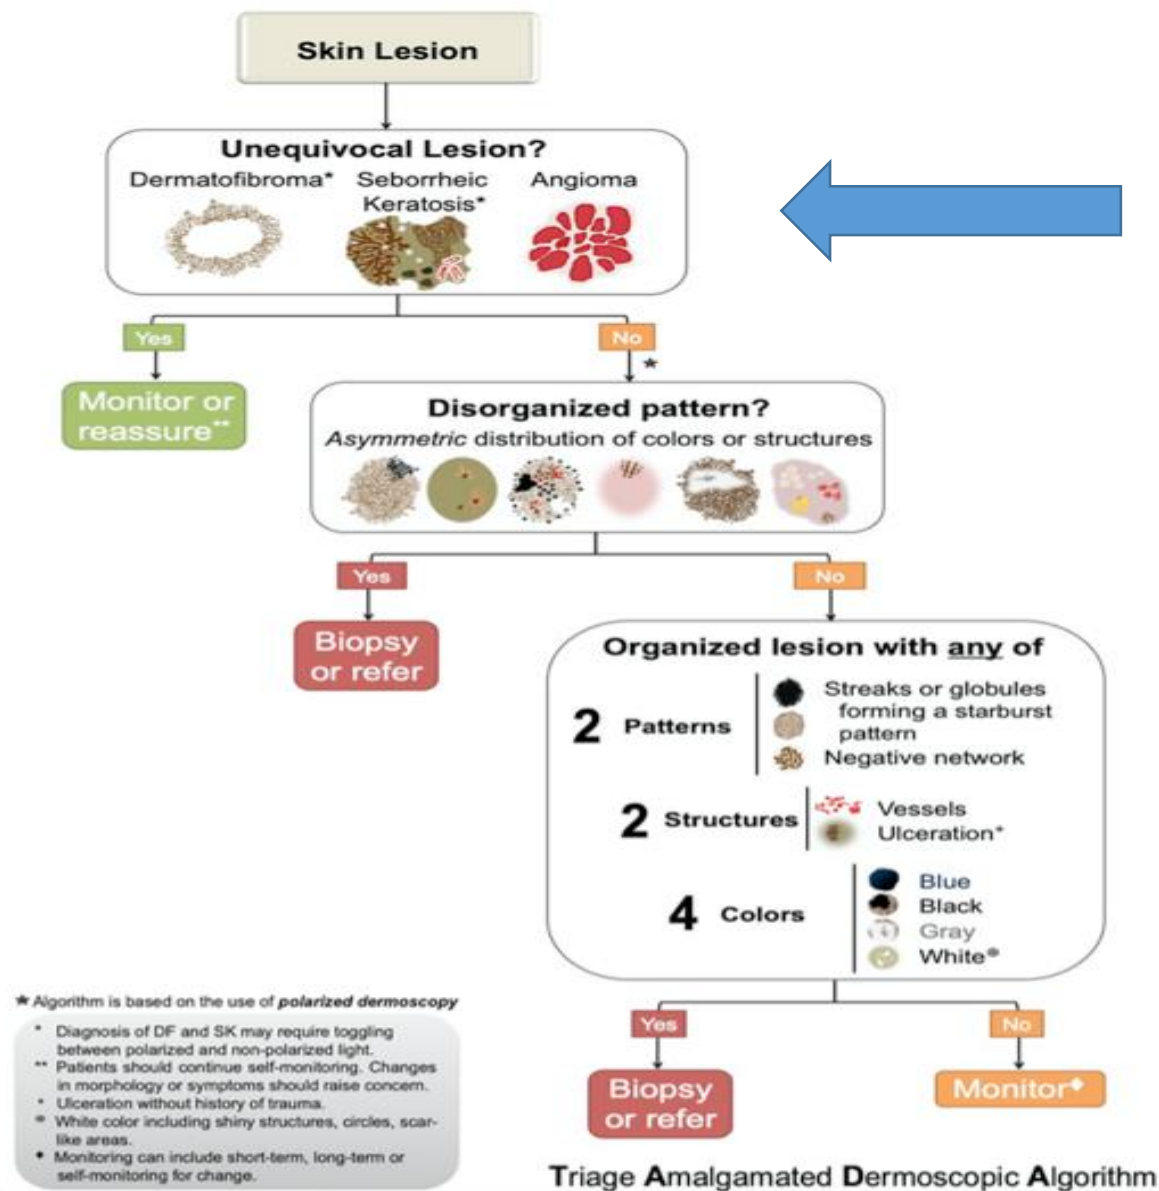 Skin Lesion
Unequivocal Lesion?
Dermatofibroma*
Seborrheic
Keratosis*
Angioma
Yes
No
*
Monitor or
reassure**
Disorganized pattern?
Asymmetric distribution of colors or structures
Yes
No
Biopsy
or refer
Organized lesion with any of
2 Patterns
Streaks or globules
forming a starburst
pattern
Negative network
2 Structures
Vessels
Ulceration+
4 Colors
Blue
Black
Gray
White®
Yes
No
Biopsy
or refer
Monitor♦
★ Algorithm is based on the use of polarized dermoscopy
* Diagnosis of DF and SK may require toggling
between polarized and non-polarized light.
** Patients should continue self-monitoring. Changes
in morphology or symptoms should raise concern.
+ Ulceration without history of trauma.
® White color including shiny structures, circles, scar-
like areas.
♦ Monitoring can include short-term, long-term or
self-monitoring for change.
Triage Amalgamated Dermoscopic Algorithm